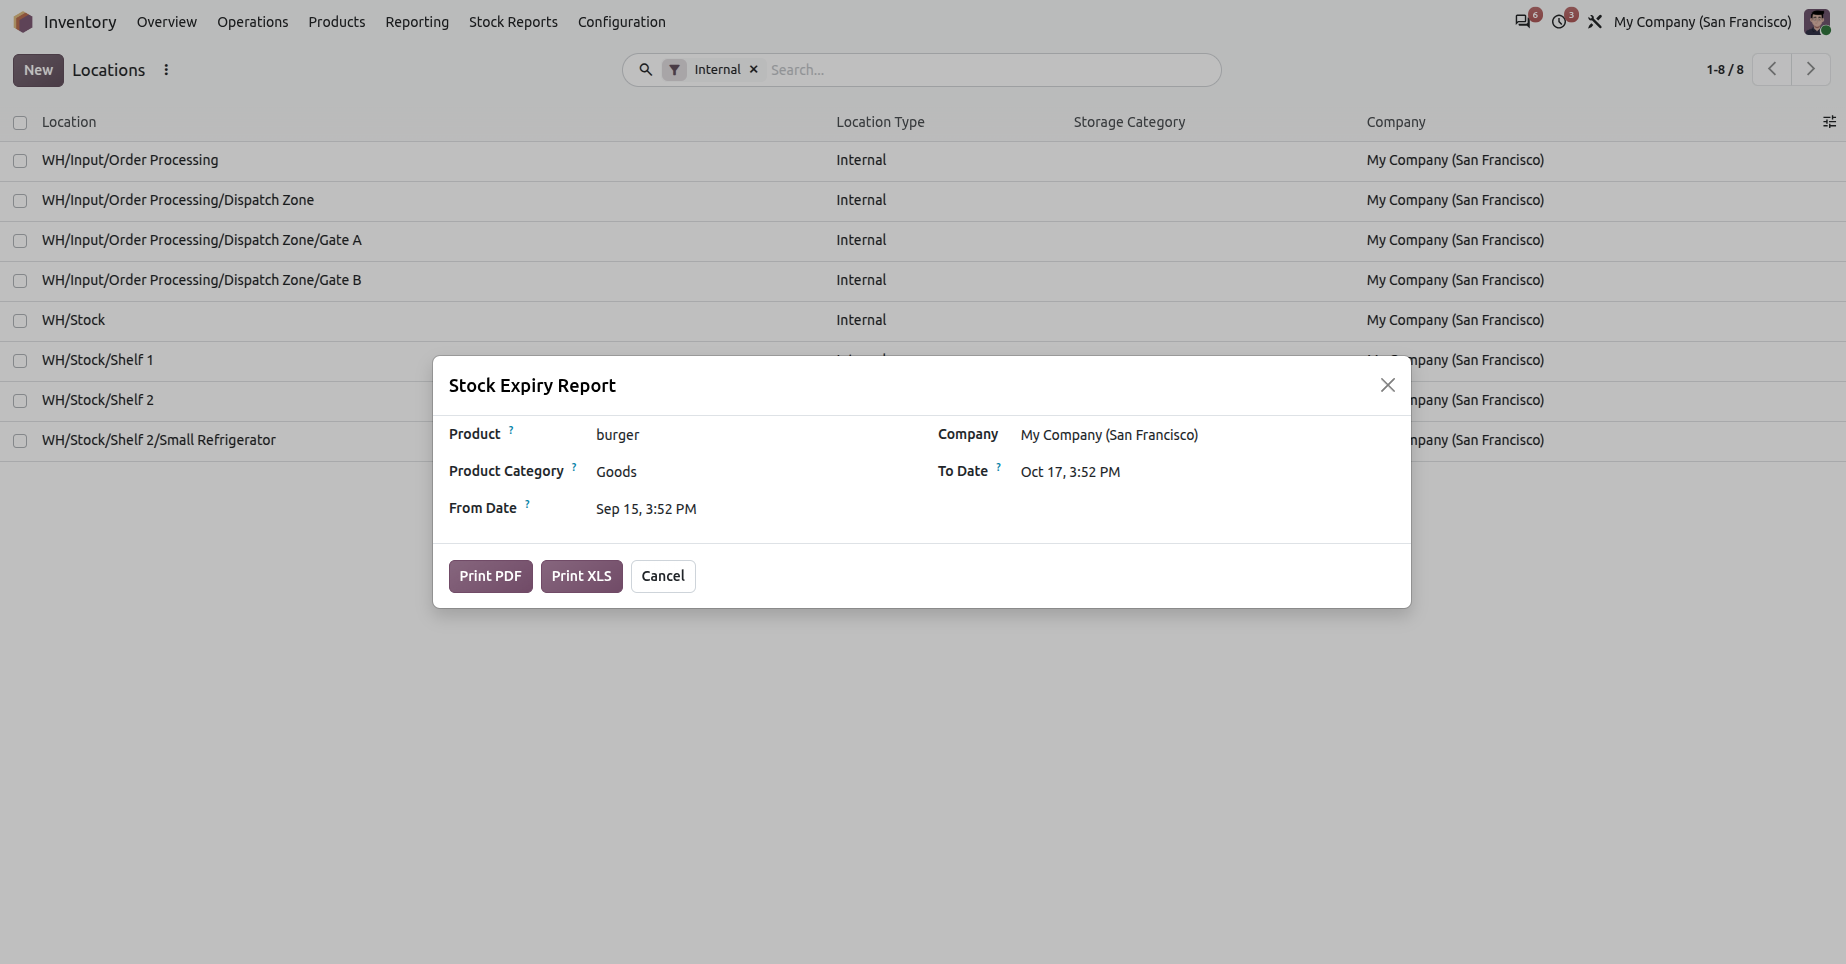 Inventory Overview Operations Products Reporting Stock Reports Configuration 6 3 My Company (San Francisco)
New Locations Internal × Search... 1-8 / 8
Location Location Type Storage Category Company
WH/Input/Order Processing Internal My Company (San Francisco)
WH/Input/Order Processing/Dispatch Zone Internal My Company (San Francisco)
WH/Input/Order Processing/Dispatch Zone/Gate A Internal My Company (San Francisco)
WH/Input/Order Processing/Dispatch Zone/Gate B Internal My Company (San Francisco)
WH/Stock Internal My Company (San Francisco)
WH/Stock/Shelf 1 mpany (San Francisco)
WH/Stock/Shelf 2 mpany (San Francisco)
WH/Stock/Shelf 2/Small Refrigerator mpany (San Francisco)
Stock Expiry Report
Product ? burger Company My Company (San Francisco)
Product Category ? Goods To Date ? Oct 17, 3:52 PM
From Date ? Sep 15, 3:52 PM
Print PDF Print XLS Cancel